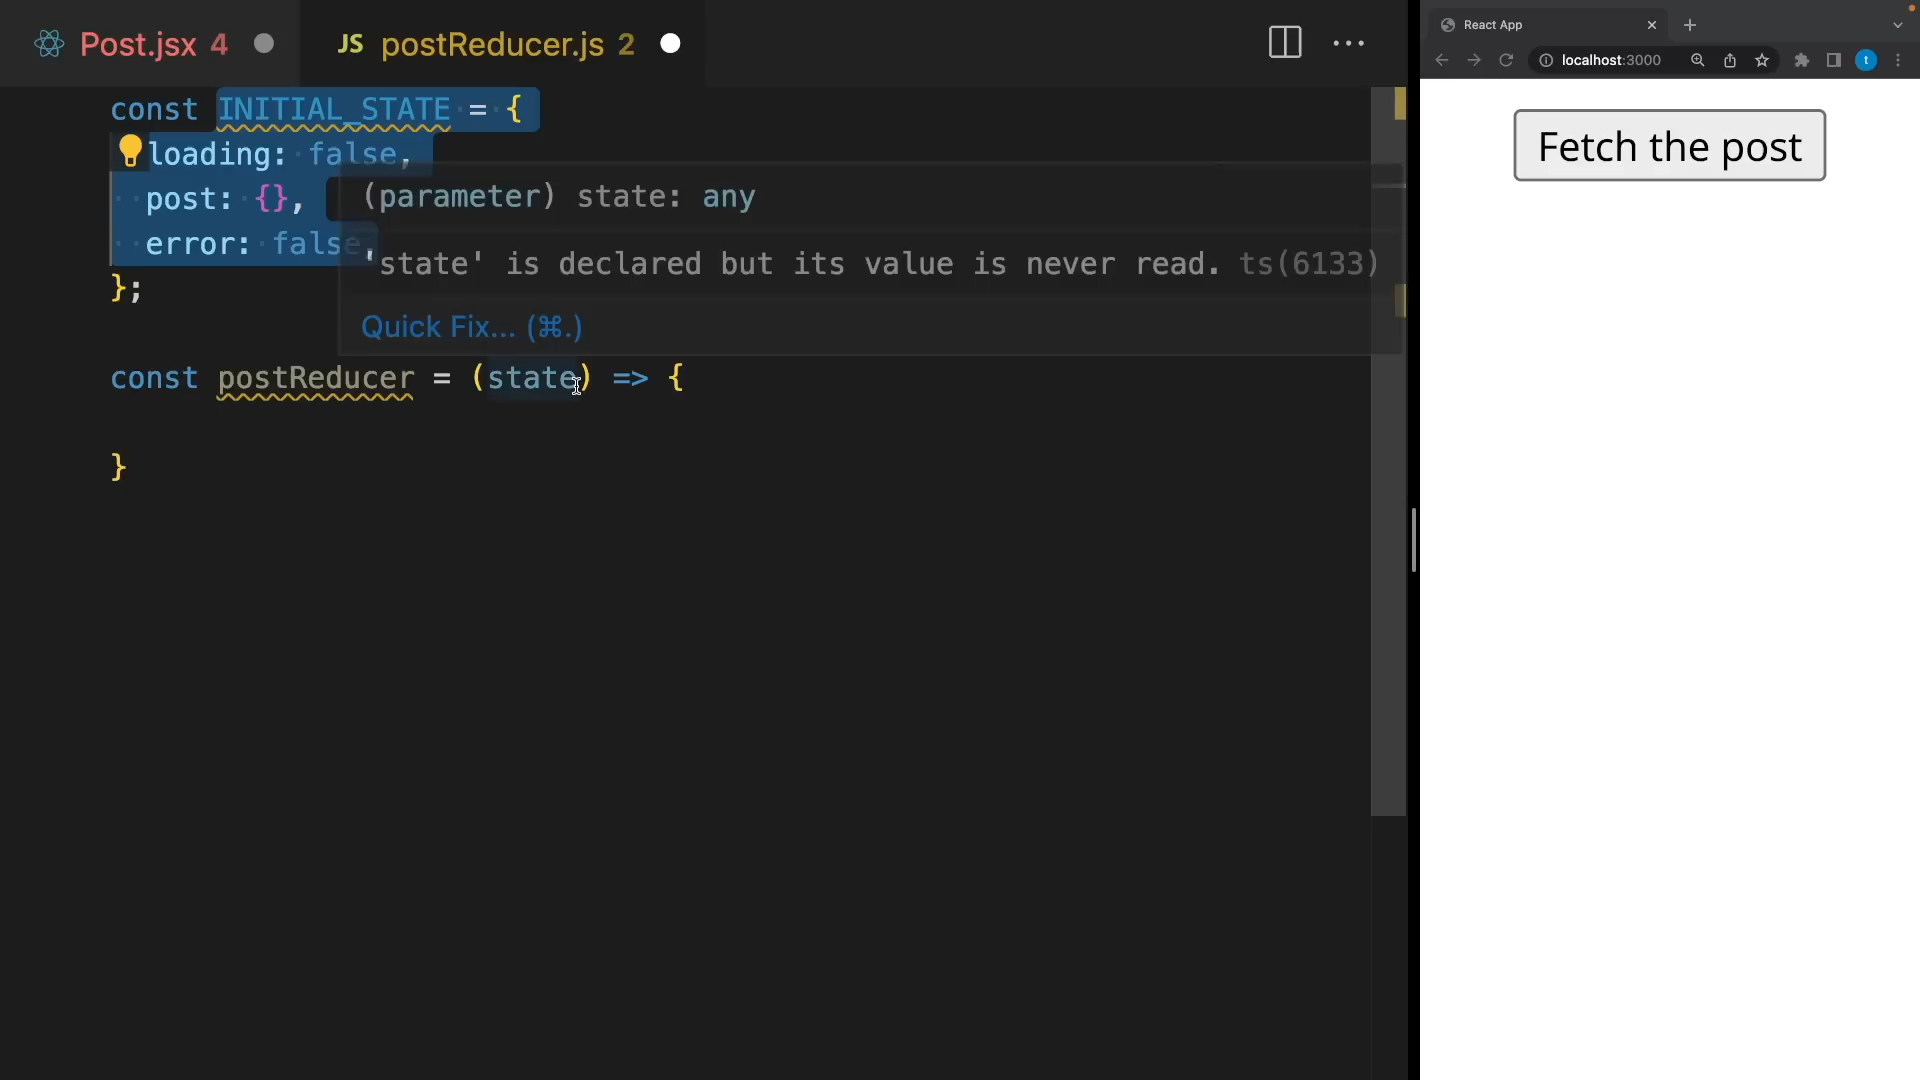 Post.jsx 4
JS postReducer.js 2
const INITIAL_STATE = {
loading: false,
post: {},
error: false,
};
(parameter) state: any
'state' is declared but its value is never read. ts(6133)
Quick Fix... (⌘.)
const postReducer = (state) => {
}
React App
localhost:3000
t
Fetch the post